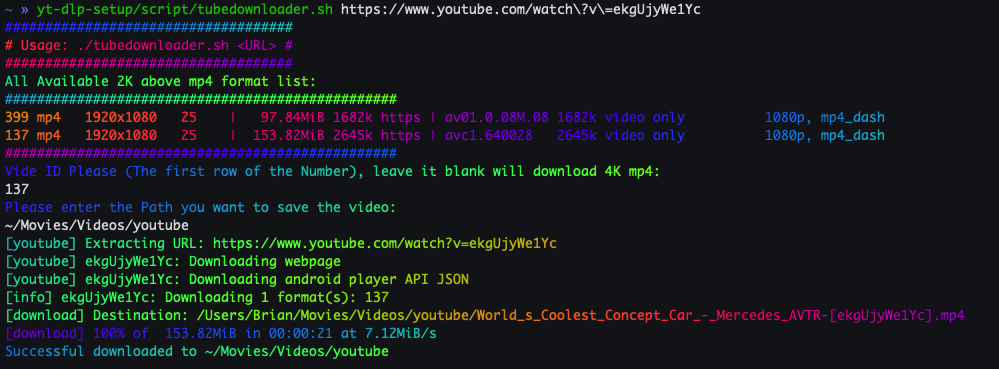 ~ » yt-dlp-setup/script/tubedownloader.sh https://www.youtube.com/watch\?v\=ekgUjyWe1Yc
####################################
# Usage: ./tubedownloader.sh <URL> #
####################################
All Available 2K above mp4 format list:
#################################################
399 mp4 1920x1080 25 | 97.84MiB 1682k https | av01.0.08M.08 1682k video only 1080p, mp4_dash
137 mp4 1920x1080 25 | 153.82MiB 2645k https | avc1.640028 2645k video only 1080p, mp4_dash
#################################################
Vide ID Please (The first row of the Number), leave it blank will download 4K mp4:
137
Please enter the Path you want to save the video:
~/Movies/Videos/youtube
[youtube] Extracting URL: https://www.youtube.com/watch?v=ekgUjyWe1Yc
[youtube] ekgUjyWe1Yc: Downloading webpage
[youtube] ekgUjyWe1Yc: Downloading android player API JSON
[info] ekgUjyWe1Yc: Downloading 1 format(s): 137
[download] Destination: /Users/Brian/Movies/Videos/youtube/World_s_Coolest_Concept_Car_-_Mercedes_AVTR-[ekgUjyWe1Yc].mp4
[download] 100% of 153.82MiB in 00:00:21 at 7.12MiB/s
Successful downloaded to ~/Movies/Videos/youtube